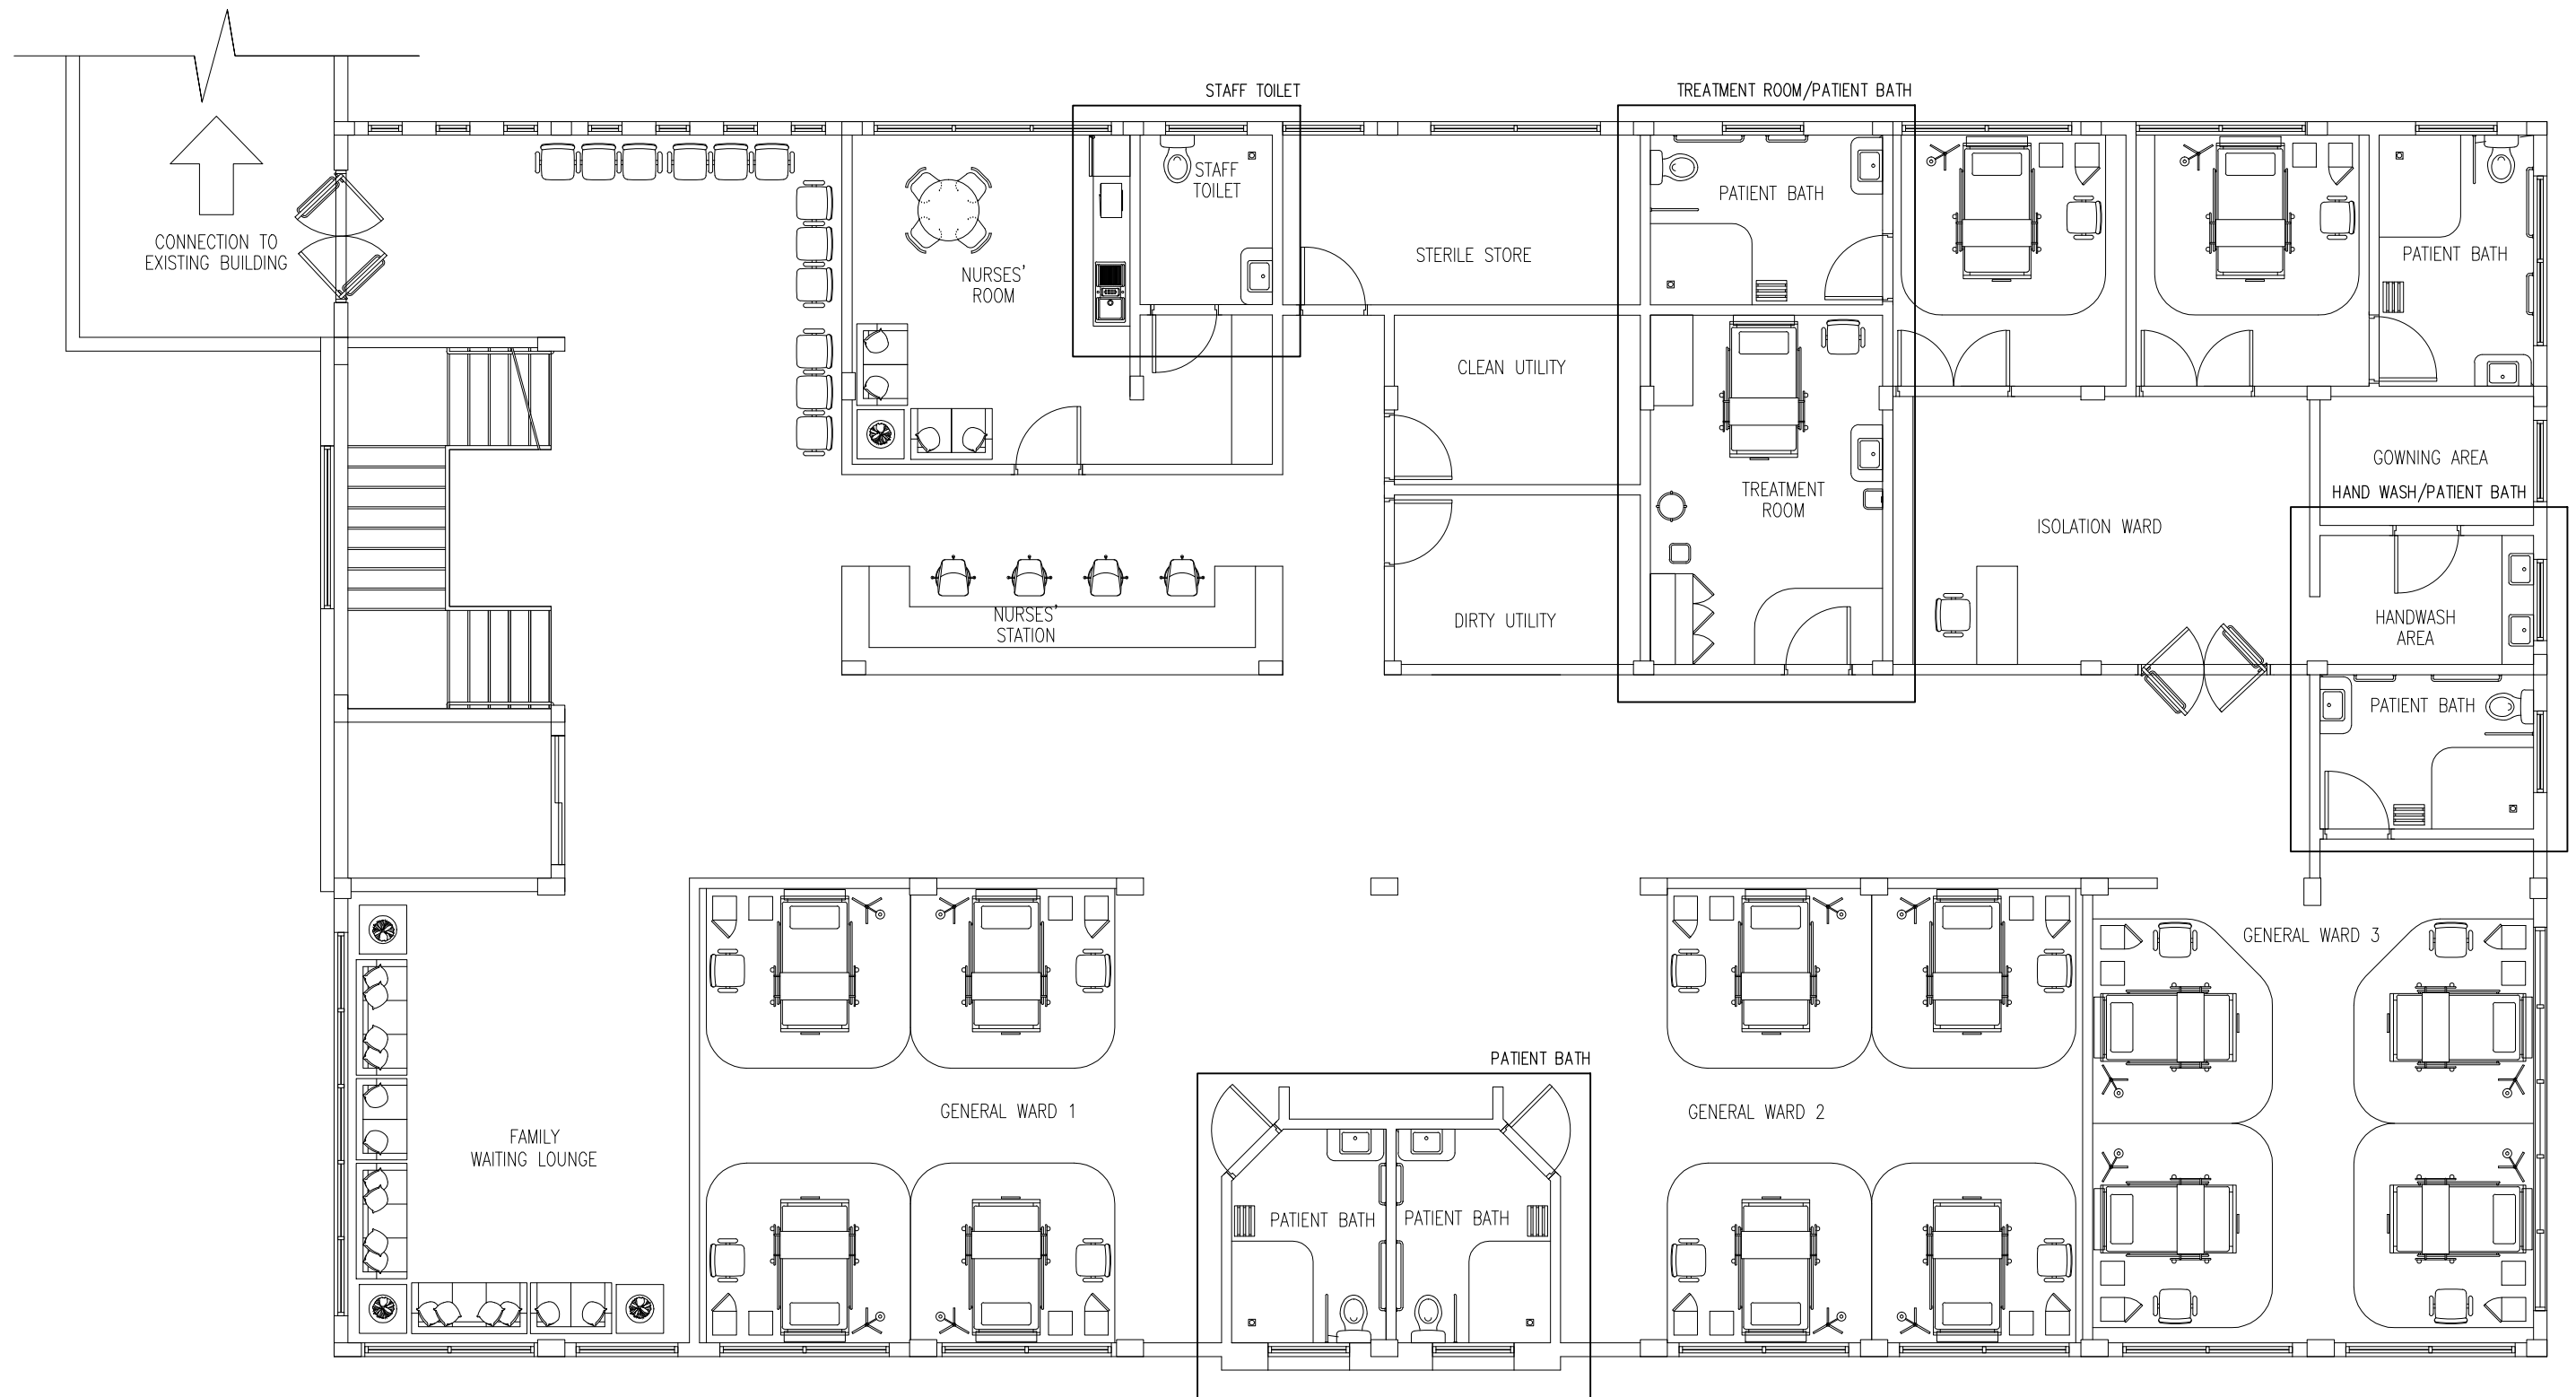 STAFF TOILET
TREATMENT ROOM/PATIENT BATH
STAFF
TOILET
PATIENT BATH
CONNECTION TO
EXISTING BUILDING
STERILE STORE
PATIENT BATH
NURSES'
ROOM
CLEAN UTILITY
GOWNING AREA
TREATMENT
ROOM
HAND WASH/PATIENT BATH
ISOLATION WARD
NURSES'
STATION
DIRTY UTILITY
HANDWASH
AREA
PATIENT BATH
GENERAL WARD 3
PATIENT BATH
GENERAL WARD 1
GENERAL WARD 2
FAMILY
WAITING LOUNGE
PATIENT BATH
PATIENT BATH